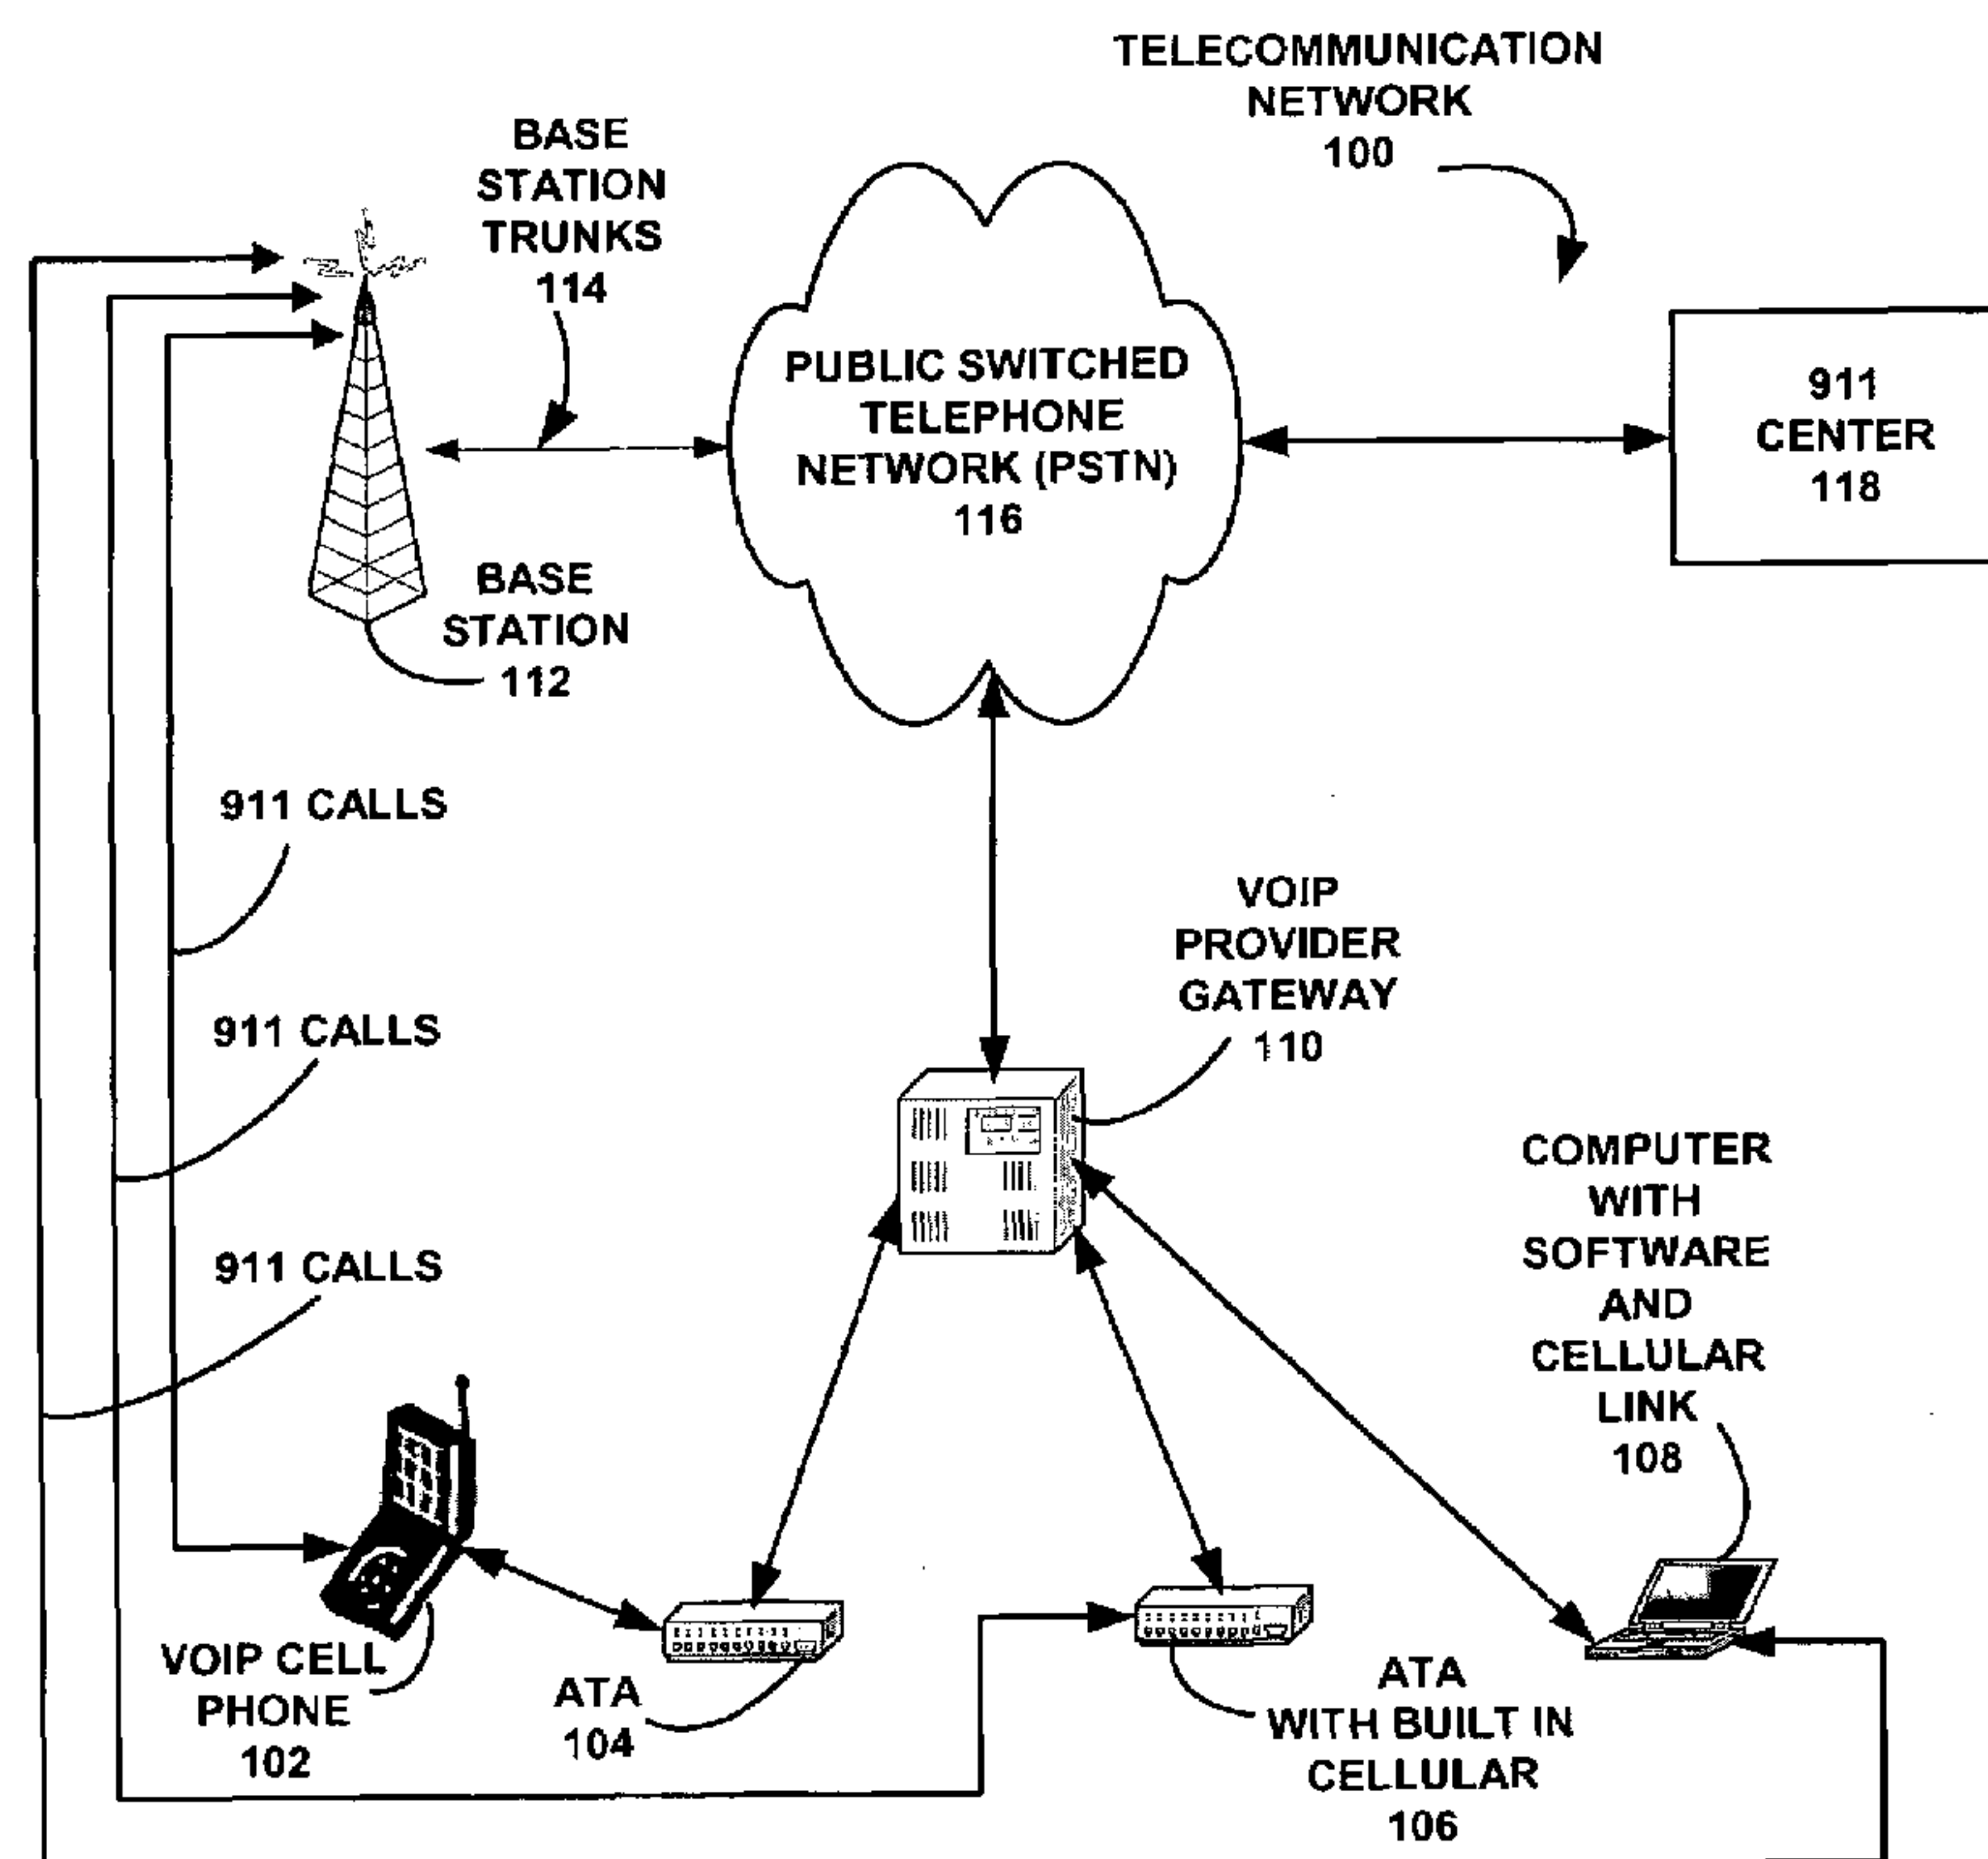 TELECOMMUNICATION
NETWORK
100
BASE
STATION
TRUNKS
114
PUBLIC SWITCHED
TELEPHONE
NETWORK (PSTN)
116
911
CENTER
118
BASE
STATION
112
911 CALLS
VOIP
PROVIDER
GATEWAY
110
911 CALLS
COMPUTER
WITH
SOFTWARE
AND
CELLULAR
LINK
108
911 CALLS
VOIP CELL
PHONE
102
ATA
104
ATA
WITH BUILT IN
CELLULAR
106